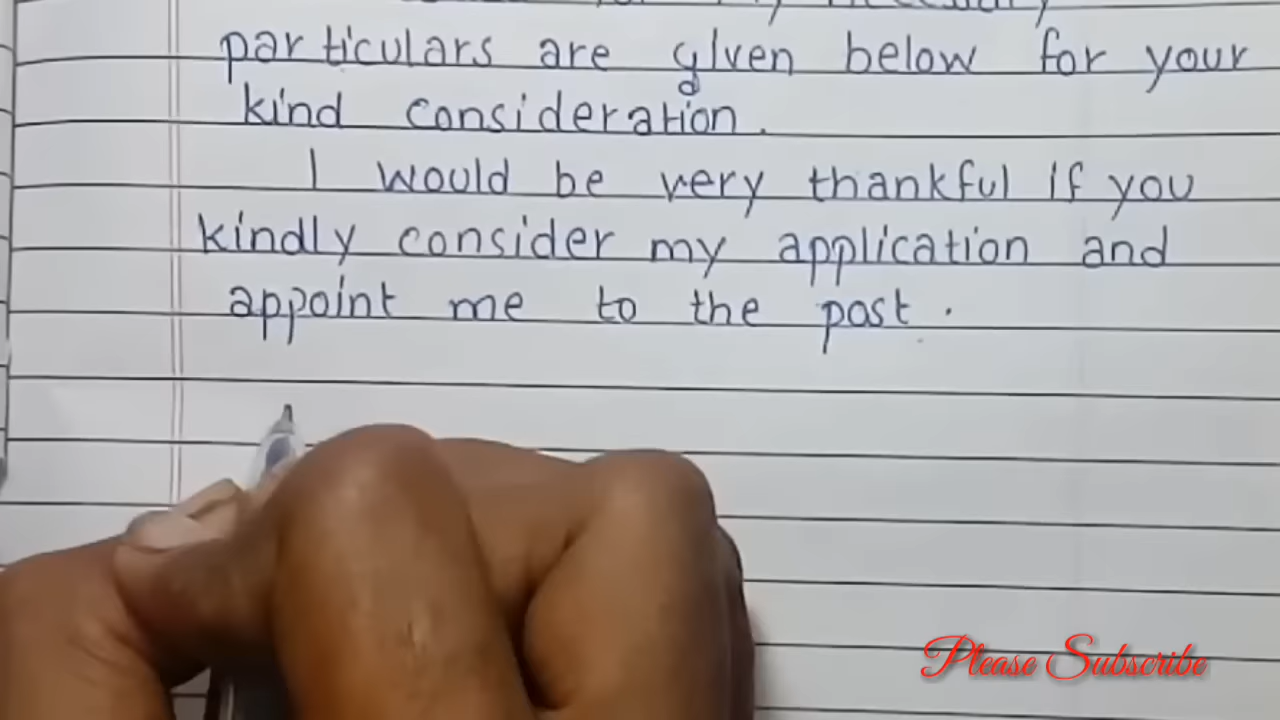 particulars are given below for your
kind consideration.
I would be very thankful if you
kindly consider my application and
appoint me to the post.
Please Subscribe